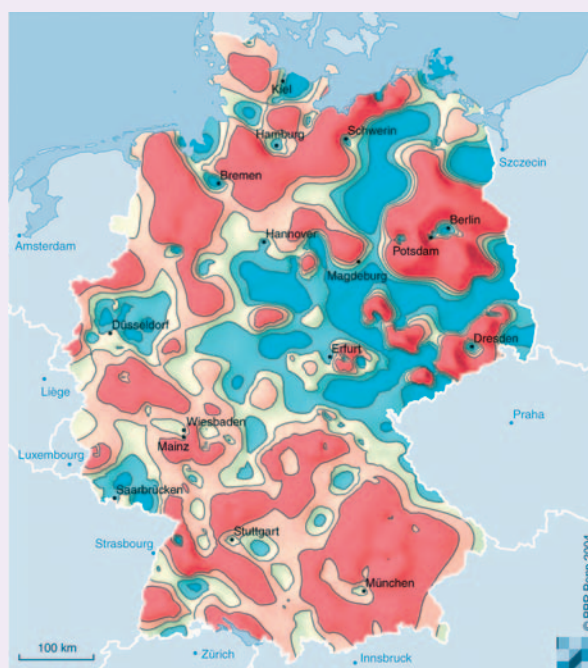 Kiel
Hamburg
Schwerin
Szczecin
Bremen
Berlin
Amsterdam
Hannover
Potsdam
Magdeburg
Düsseldorf
Dresden
Erfurt
Liège
Wiesbaden
Praha
Mainz
Luxembourg
Saarbrücken
Stuttgart
Strasbourg
München
100 km
Zürich
Innsbruck
© BBR Bonn 2004